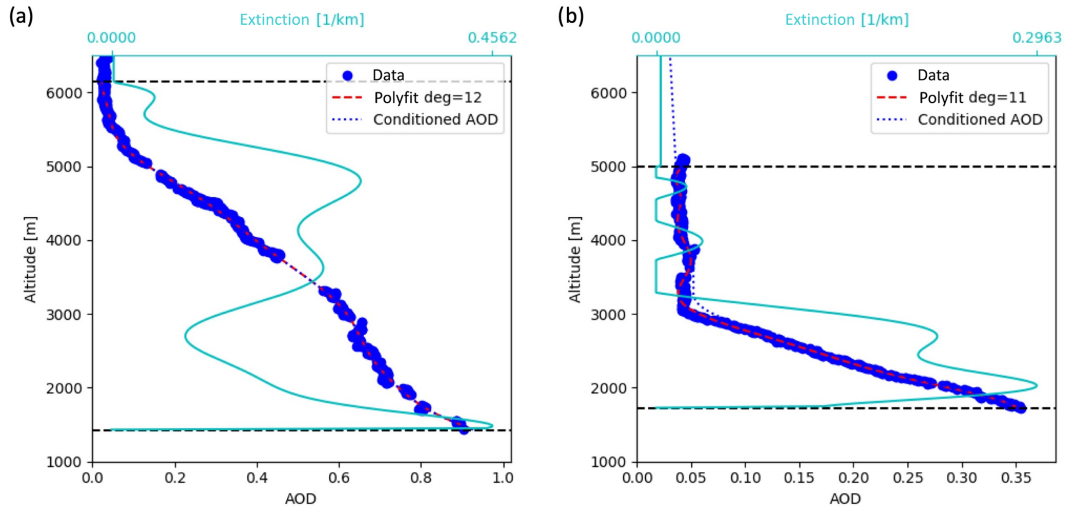 (a)
Extinction [1/km]
0.0000 0.4562
Data
Polyfit deg=12
Conditioned AOD
6000
5000
4000
3000
2000
1000
Altitude [m]
0.0 0.2 0.4 0.6 0.8 1.0
AOD
(b)
Extinction [1/km]
0.0000 0.2963
Data
Polyfit deg=11
Conditioned AOD
6000
5000
4000
3000
2000
1000
Altitude [m]
0.00 0.05 0.10 0.15 0.20 0.25 0.30 0.35
AOD